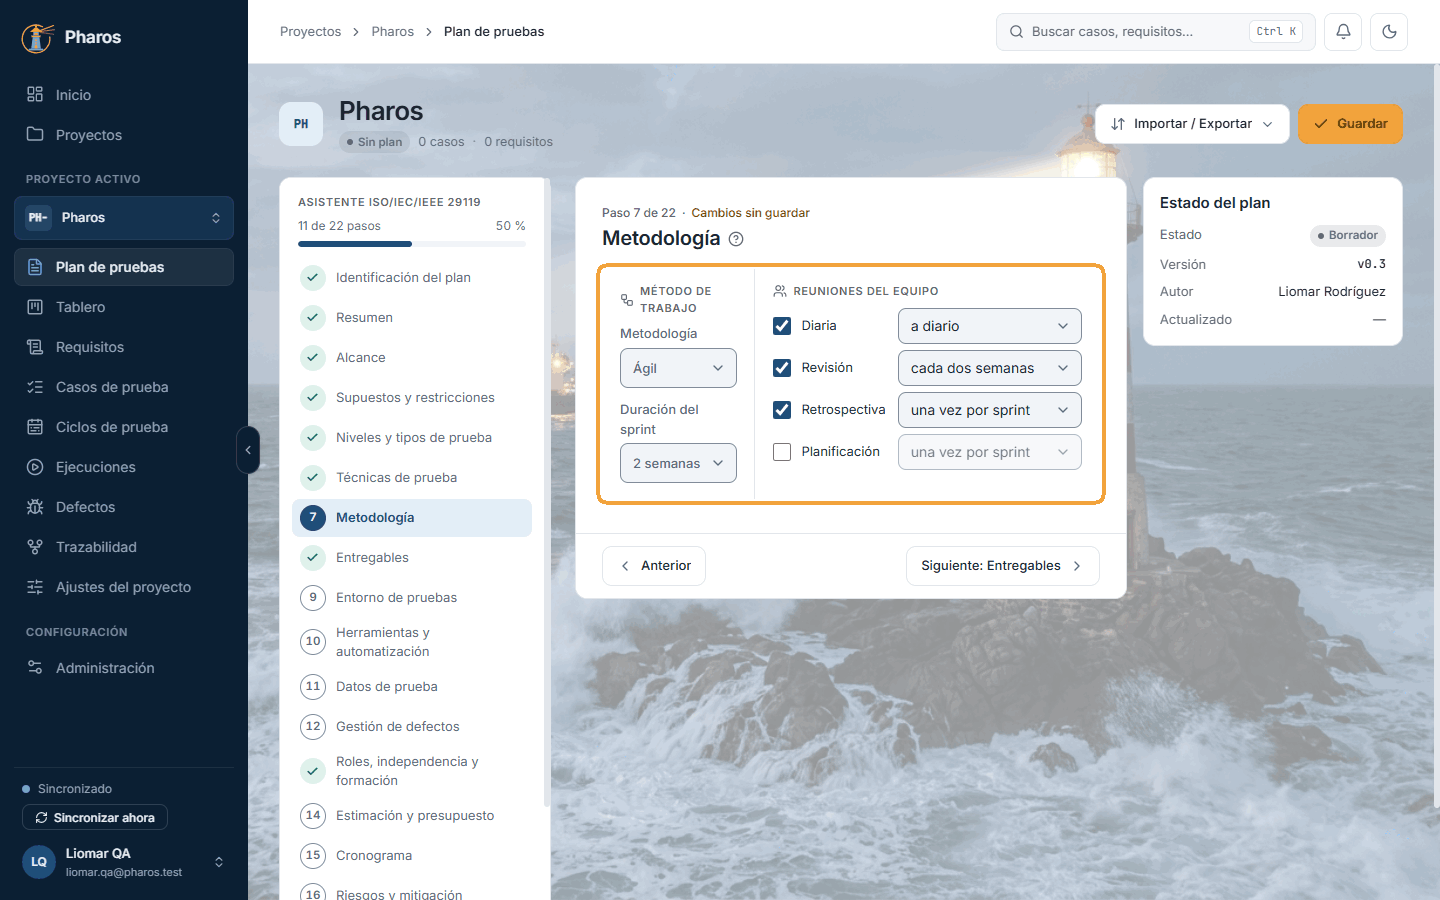 Pharos
Inicio
Proyectos
PROYECTO ACTIVO
PH-
Pharos
Plan de pruebas
Tablero
Requisitos
Casos de prueba
Ciclos de prueba
Ejecuciones
Defectos
Trazabilidad
Ajustes del proyecto
CONFIGURACIÓN
Administración
Sincronizado
Sincronizar ahora
LQ
Liomar QA
liomar.qa@pharos.test
Proyectos > Pharos > Plan de pruebas
Buscar casos, requisitos...
Ctrl K
PH
Pharos
Sin plan
0 casos · 0 requisitos
Importar / Exportar
Guardar
ASISTENTE ISO/IEC/IEEE 29119
11 de 22 pasos
50 %
Identificación del plan
Resumen
Alcance
Supuestos y restricciones
Niveles y tipos de prueba
Técnicas de prueba
7 Metodología
Entregables
9 Entorno de pruebas
10 Herramientas y
automatización
11 Datos de prueba
12 Gestión de defectos
Roles, independencia y
formación
14 Estimación y presupuesto
15 Cronograma
16 Riesgos y mitigación
Paso 7 de 22 · Cambios sin guardar
Metodología
MÉTODO DE
TRABAJO
Metodología
Ágil
Duración del
sprint
2 semanas
REUNIONES DEL EQUIPO
Diaria
a diario
Revisión
cada dos semanas
Retrospectiva
una vez por sprint
Planificación
una vez por sprint
Anterior
Siguiente: Entregables
Estado del plan
Estado
Borrador
Versión
v0.3
Autor
Liomar Rodríguez
Actualizado
—